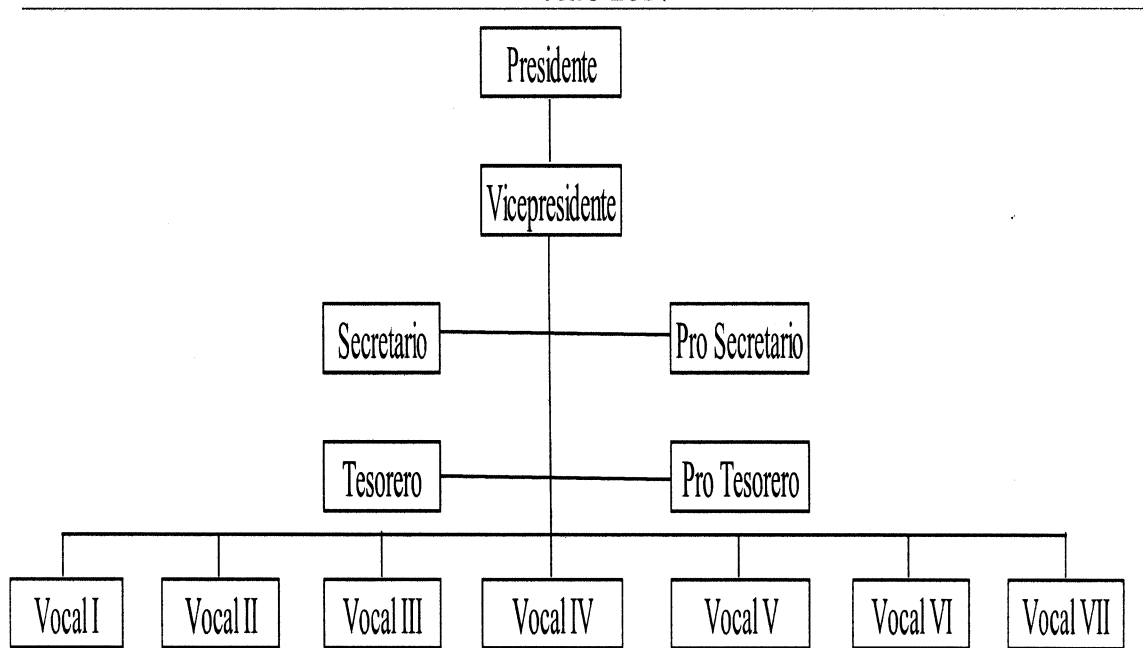 Presidente
Vicepresidente
Secretario Pro Secretario
Tesorero Pro Tesorero
Vocal I Vocal II Vocal III Vocal IV Vocal V Vocal VI Vocal VII